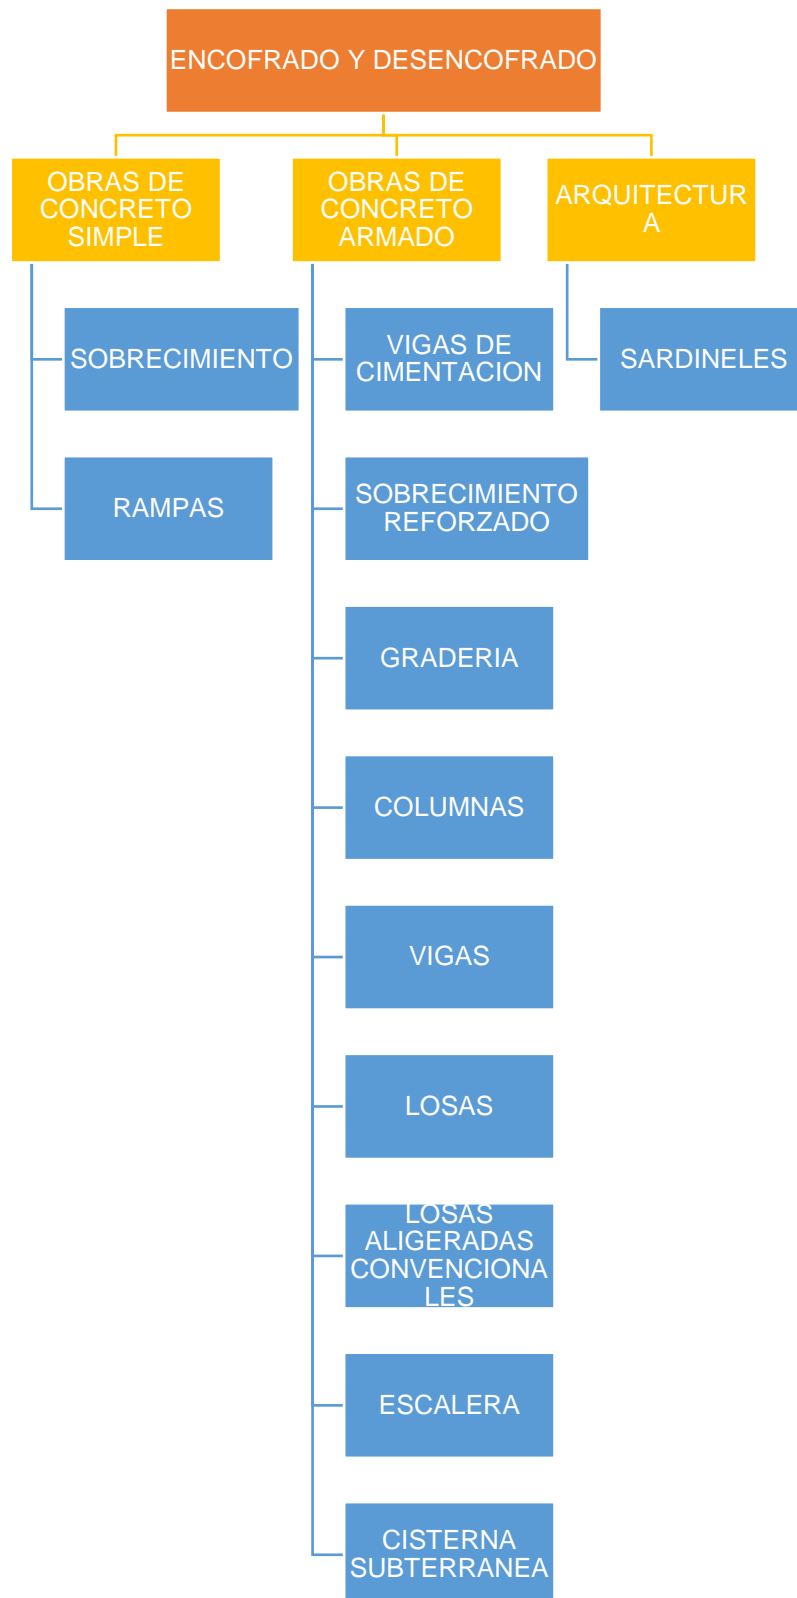 ENCOFRADO Y DESENCOFRADO
OBRAS DE
CONCRETO
SIMPLE
SOBRECIMIENTO
RAMPAS
OBRAS DE
CONCRETO
ARMADO
VIGAS DE
CIMENTACION
SOBRECIMIENTO
REFORZADO
GRADERIA
COLUMNAS
VIGAS
LOSAS
LOSAS
ALIGERADAS
CONVENCIONA
LES
ESCALERA
CISTERNA
SUBTERRANEA
ARQUITECTUR
A
SARDINELES